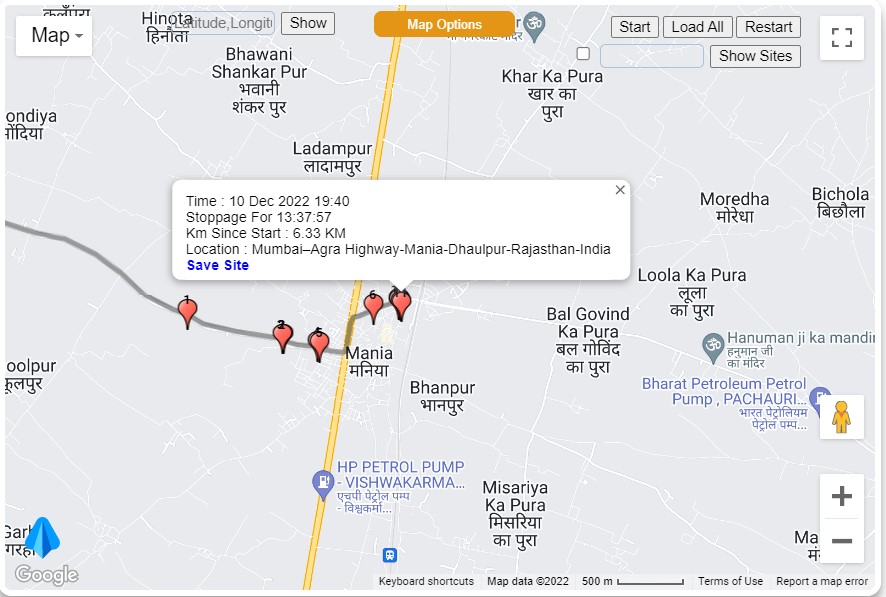 Map
Hinota
हिनौता
Latitude,Longitu
Show
Map Options
Start
Load All
Restart
Show Sites
Bhawani
Shankar Pur
भवानी
शंकर पुर
Khar Ka Pura
खार का
पुरा
ondiya
गोंदिया
Ladampur
लादामपुर
Time : 10 Dec 2022 19:40
Stoppage For 13:37:57
Km Since Start : 6.33 KM
Location : Mumbai–Agra Highway-Mania-Dhaulpur-Rajasthan-India
Save Site
Moredha
मोरेधा
Bichola
बिछौला
Loola Ka Pura
लूला
का पुरा
1
2
5
6
Bal Govind
Ka Pura
बल गोविंद
का पुरा
Mania
मनिया
Hanuman ji ka mandir
हनुमान जी
का मंदिर
oolpur
फूलपुर
Bhanpur
भानपुर
Bharat Petroleum Petrol
Pump , PACHAURI...
भारत पेट्रोलियम
पेट्रोल पम्प...
HP PETROL PUMP
- VISHWAKARMA...
एचपी पेट्रोल पम्प
- विश्वकर्मा...
Misariya
Ka Pura
मिसरिया
का पुरा
Garh
Ma
Google
Keyboard shortcuts
Map data ©2022
500 m
Terms of Use
Report a map error